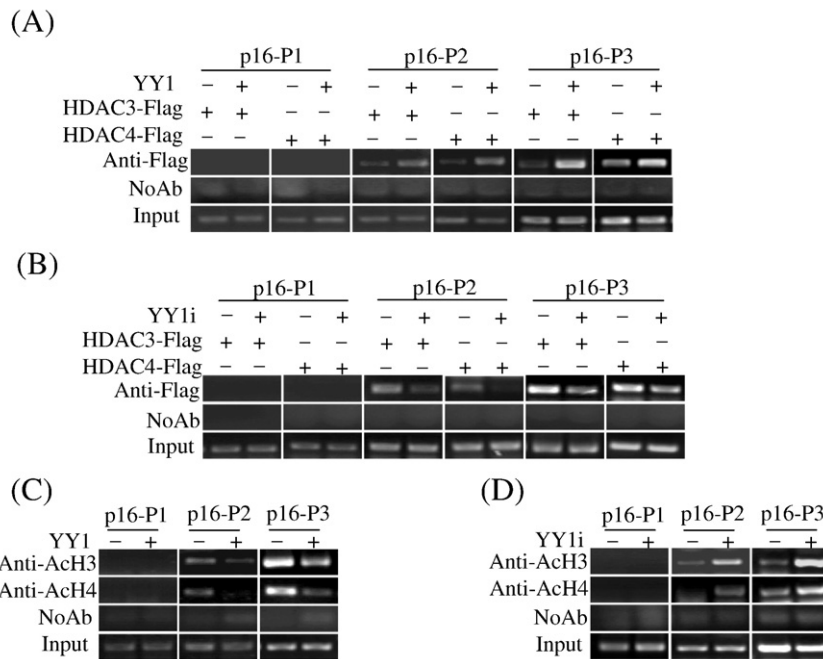 (A)
p16-P1 p16-P2 p16-P3
YY1 – + – + – + – + – + – +
HDAC3-Flag + + – – + + – – + + – –
HDAC4-Flag – – + + – – + + – – + +
Anti-Flag
NoAb
Input
(B)
p16-P1 p16-P2 p16-P3
YY1i – + – + – + – + – + – +
HDAC3-Flag + + – – + + – – + + – –
HDAC4-Flag – – + + – – + + – – + +
Anti-Flag
NoAb
Input
(C)
p16-P1 p16-P2 p16-P3
YY1 – + – + – +
Anti-AcH3
Anti-AcH4
NoAb
Input
(D)
p16-P1 p16-P2 p16-P3
YY1i – + – + – +
Anti-AcH3
Anti-AcH4
NoAb
Input